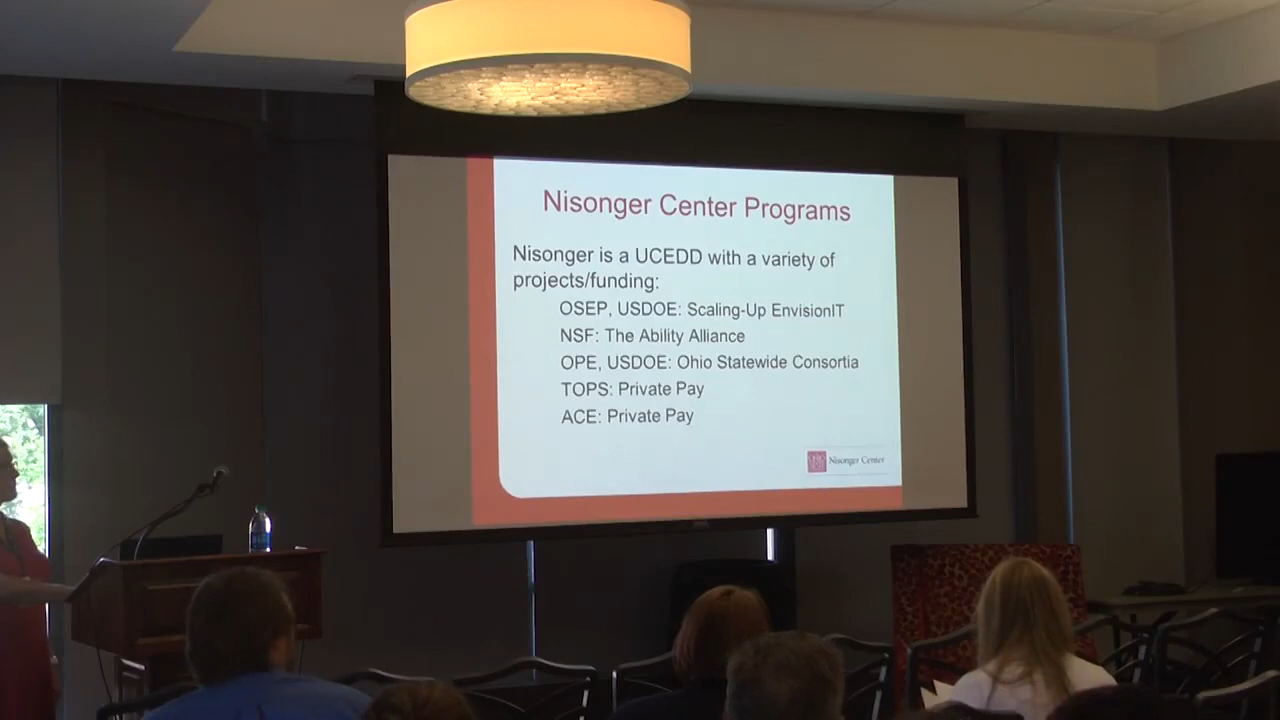 Nisonger Center Programs
Nisonger is a UCEDD with a variety of
projects/funding:
OSEP, USDOE: Scaling-Up EnvisionIT
NSF: The Ability Alliance
OPE, USDOE: Ohio Statewide Consortia
TOPS: Private Pay
ACE: Private Pay
Nisonger Center